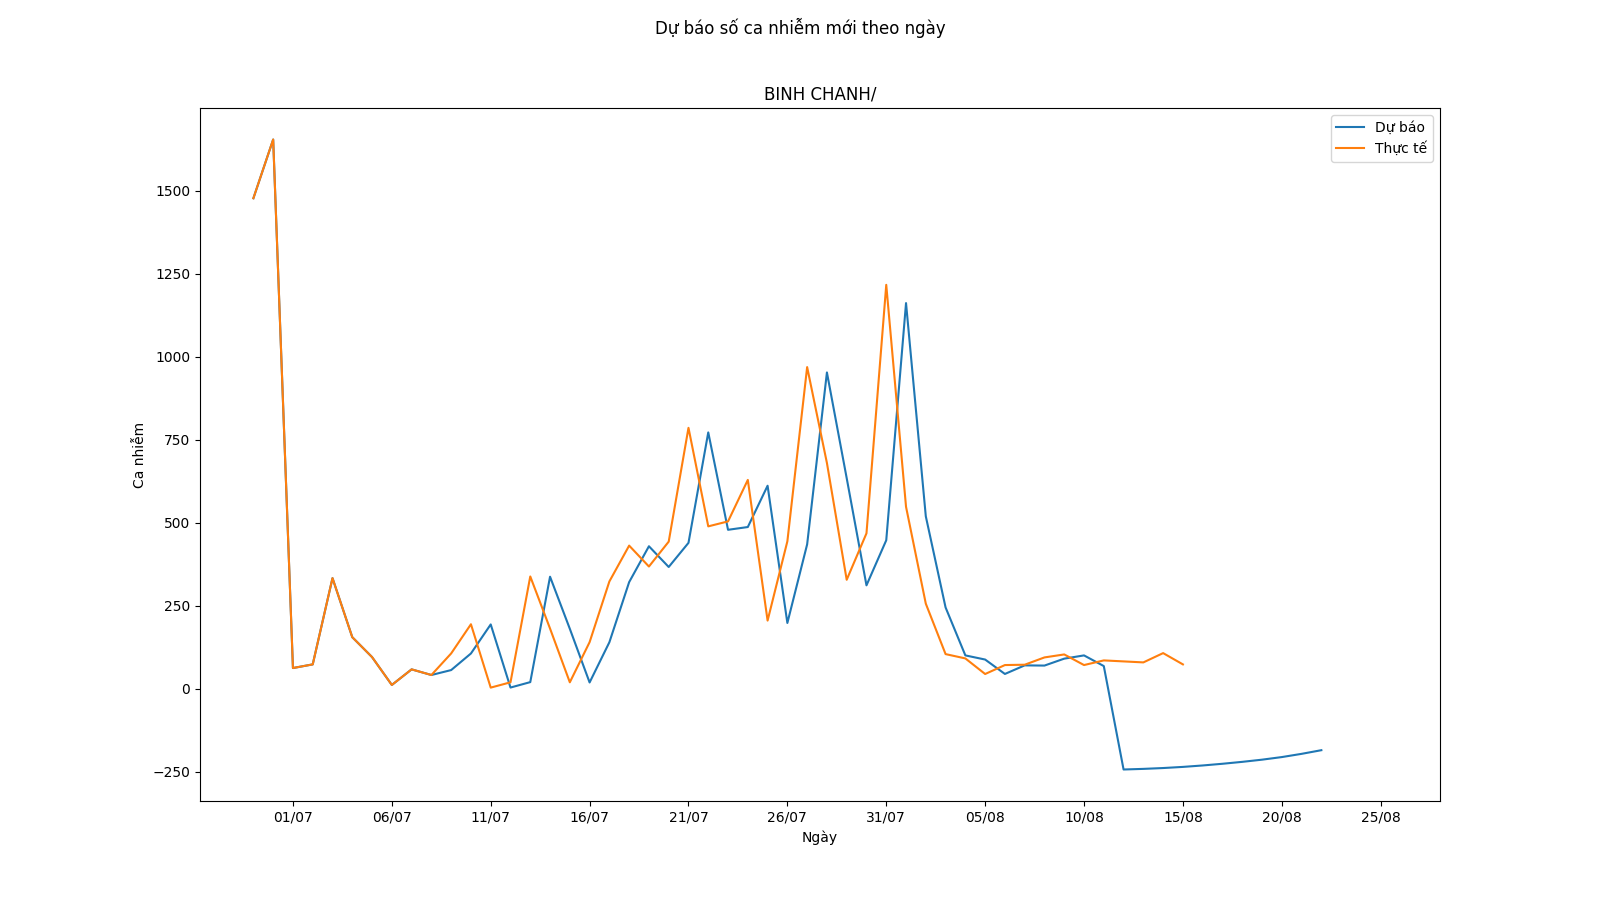 Dự báo số ca nhiễm mới theo ngày
BINH CHANH/
Dự báo
Thực tế
1500
1250
1000
750
500
250
0
−250
Ca nhiễm
01/07 06/07 11/07 16/07 21/07 26/07 31/07 05/08 10/08 15/08 20/08 25/08
Ngày